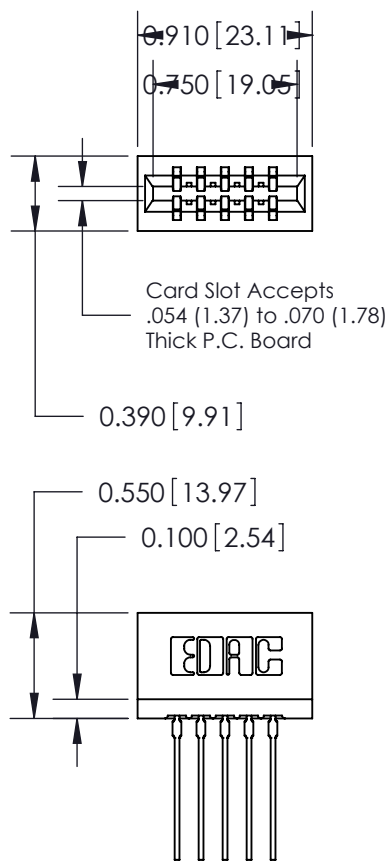 0.910 [23.11]
0.750 [19.05]
Card Slot Accepts
.054 (1.37) to .070 (1.78)
Thick P.C. Board
0.390 [9.91]
0.550 [13.97]
0.100 [2.54]
EDAC